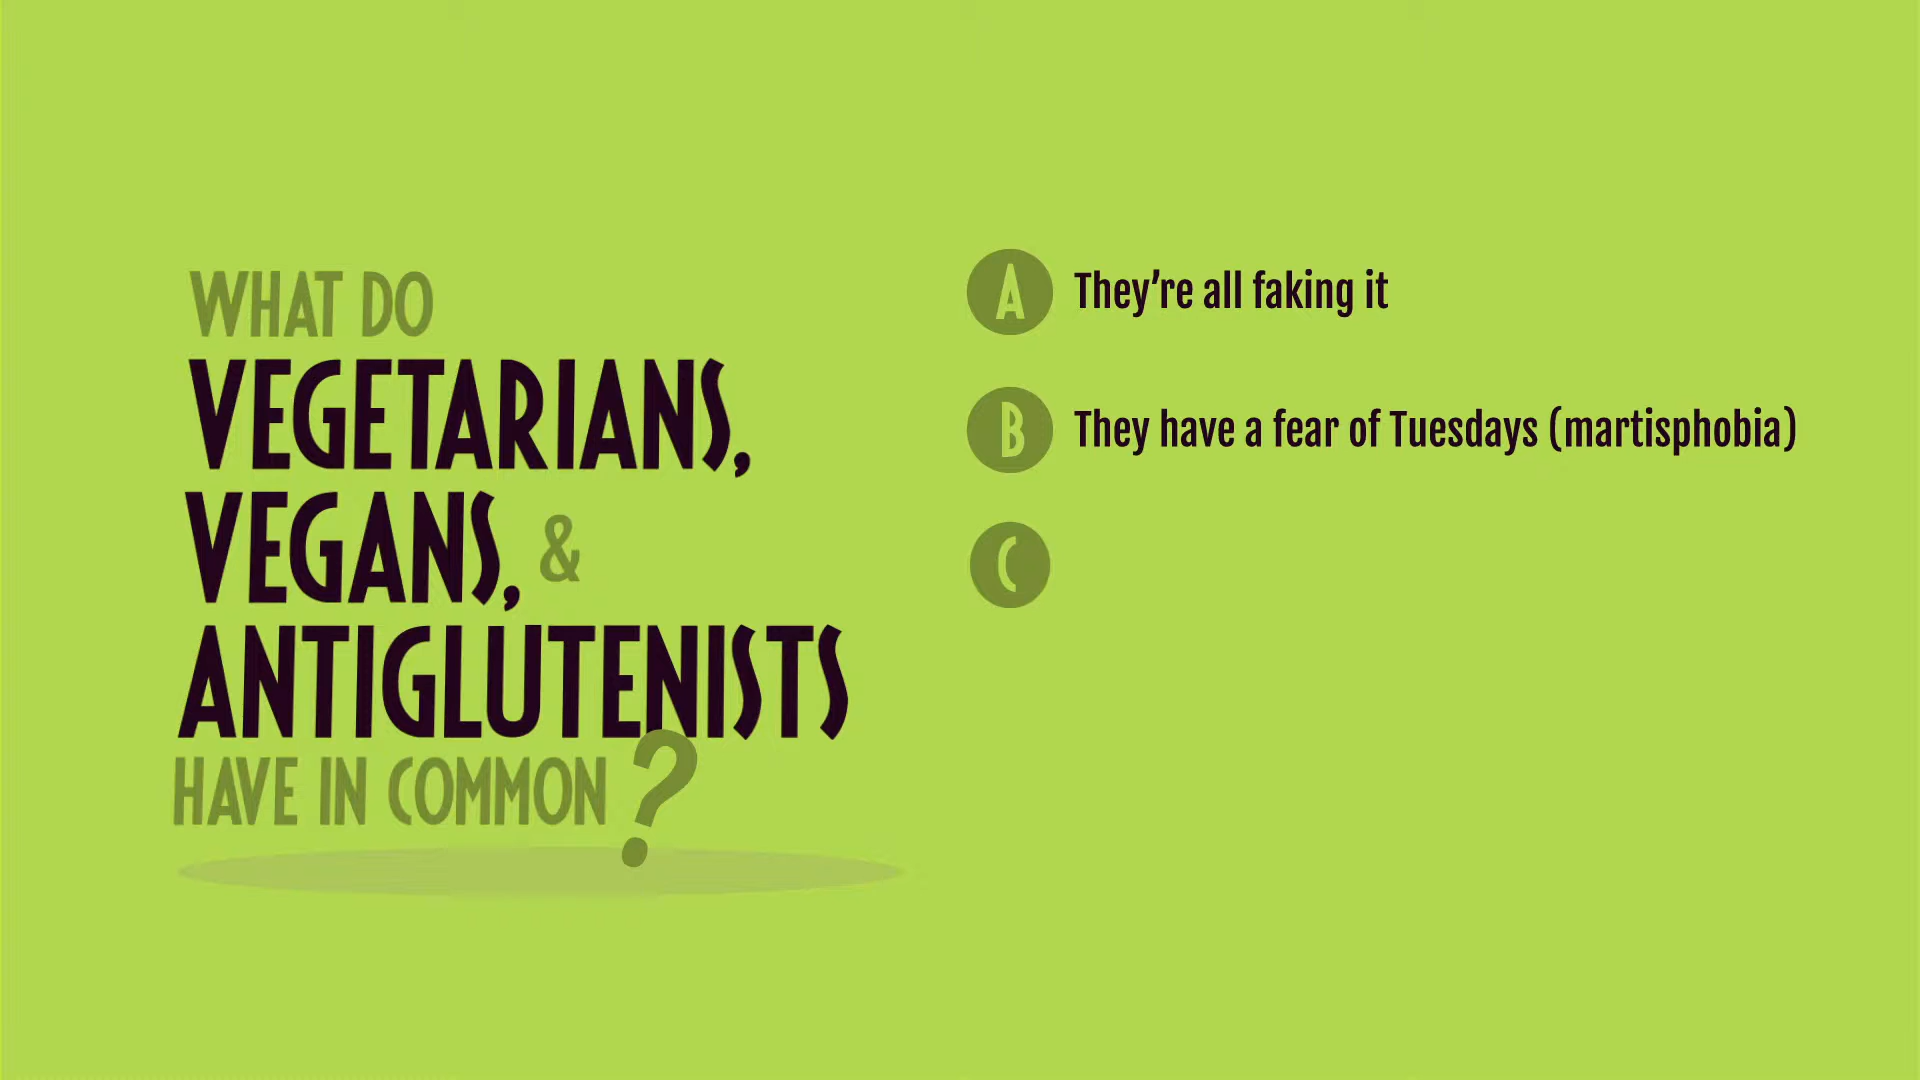 WHAT DO
VEGETARIANS,
VEGANS, &
ANTIGLUTENISTS
HAVE IN COMMON?
A They're all faking it
B They have a fear of Tuesdays (martisphobia)
C